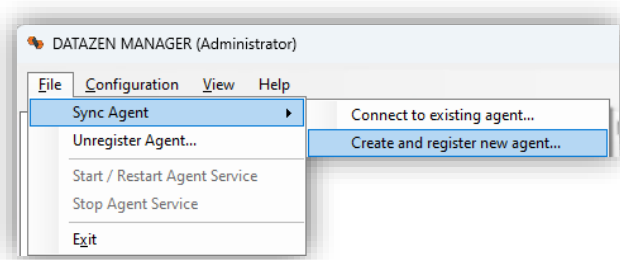 DATAZEN MANAGER (Administrator)
File Configuration View Help
Sync Agent
Connect to existing agent...
Unregister Agent...
Create and register new agent...
Start / Restart Agent Service
Stop Agent Service
Exit